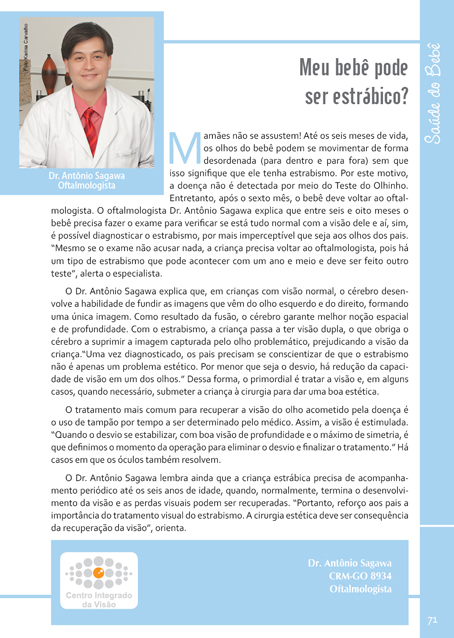 Foto: Karina Carvalho
Dr. Antônio Sagawa
Oftalmologista
Saúde do Bebê
Meu bebê pode
ser estrábico?
Mamães não se assustem! Até os seis meses de vida,
os olhos do bebê podem se movimentar de forma
desordenada (para dentro e para fora) sem que
isso signifique que ele tenha estrabismo. Por este motivo,
a doença não é detectada por meio do Teste do Olhinho.
Entretanto, após o sexto mês, o bebê deve voltar ao oftal-
mologista. O oftalmologista Dr. Antônio Sagawa explica que entre seis e oito meses o
bebê precisa fazer o exame para verificar se está tudo normal com a visão dele e aí, sim,
é possível diagnosticar o estrabismo, por mais imperceptível que seja aos olhos dos pais.
"Mesmo se o exame não acusar nada, a criança precisa voltar ao oftalmologista, pois há
um tipo de estrabismo que pode acontecer com um ano e meio e deve ser feito outro
teste", alerta o especialista.
O Dr. Antônio Sagawa explica que, em crianças com visão normal, o cérebro desen-
volve a habilidade de fundir as imagens que vêm do olho esquerdo e do direito, formando
uma única imagem. Como resultado da fusão, o cérebro garante melhor noção espacial
e de profundidade. Com o estrabismo, a criança passa a ter visão dupla, o que obriga o
cérebro a suprimir a imagem capturada pelo olho problemático, prejudicando a visão da
criança."Uma vez diagnosticado, os pais precisam se conscientizar de que o estrabismo
não é apenas um problema estético. Por menor que seja o desvio, há redução da capaci-
dade de visão em um dos olhos." Dessa forma, o primordial é tratar a visão e, em alguns
casos, quando necessário, submeter a criança à cirurgia para dar uma boa estética.
O tratamento mais comum para recuperar a visão do olho acometido pela doença é
o uso de tampão por tempo a ser determinado pelo médico. Assim, a visão é estimulada.
"Quando o desvio se estabilizar, com boa visão de profundidade e o máximo de simetria, é
que definimos o momento da operação para eliminar o desvio e finalizar o tratamento." Há
casos em que os óculos também resolvem.
O Dr. Antônio Sagawa lembra ainda que a criança estrábica precisa de acompanha-
mento periódico até os seis anos de idade, quando, normalmente, termina o desenvolvi-
mento da visão e as perdas visuais podem ser recuperadas. "Portanto, reforço aos pais a
importância do tratamento visual do estrabismo. A cirurgia estética deve ser consequência
da recuperação da visão", orienta.
Centro Integrado
da Visão
Dr. Antônio Sagawa
CRM-GO 8934
Oftalmologista
71